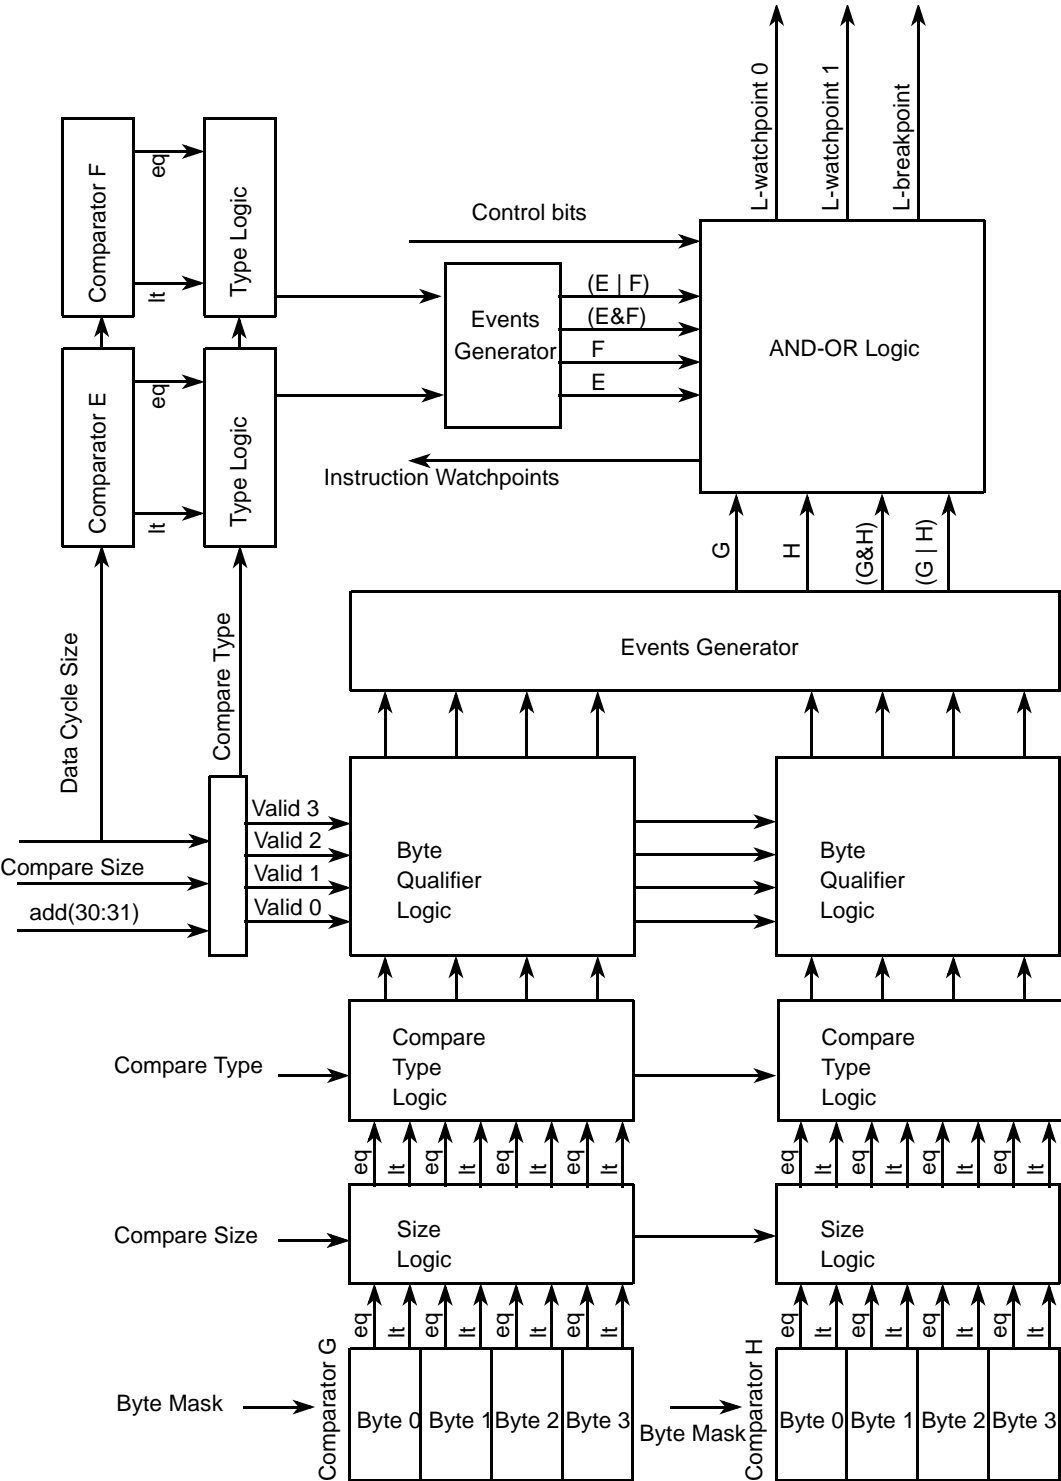 L-watchpoint 0
L-watchpoint 1
L-breakpoint
Comparator F
eq
lt
Type Logic
Control bits
Events
Generator
(E | F)
(E&F)
F
E
AND-OR Logic
Comparator E
eq
lt
Type Logic
Instruction Watchpoints
G
H
(G&H)
(G | H)
Events Generator
Data Cycle Size
Compare Type
Compare Size
add(30:31)
Valid 3
Valid 2
Valid 1
Valid 0
Byte
Qualifier
Logic
Byte
Qualifier
Logic
Compare Type
Compare
Type
Logic
Compare
Type
Logic
eq
lt
eq
lt
eq
lt
eq
lt
eq
lt
eq
lt
eq
lt
eq
lt
Compare Size
Size
Logic
Size
Logic
eq
lt
eq
lt
eq
lt
eq
lt
eq
lt
eq
lt
eq
lt
eq
lt
Byte Mask
Comparator G
Byte 0
Byte 1
Byte 2
Byte 3
Byte Mask
Comparator H
Byte 0
Byte 1
Byte 2
Byte 3